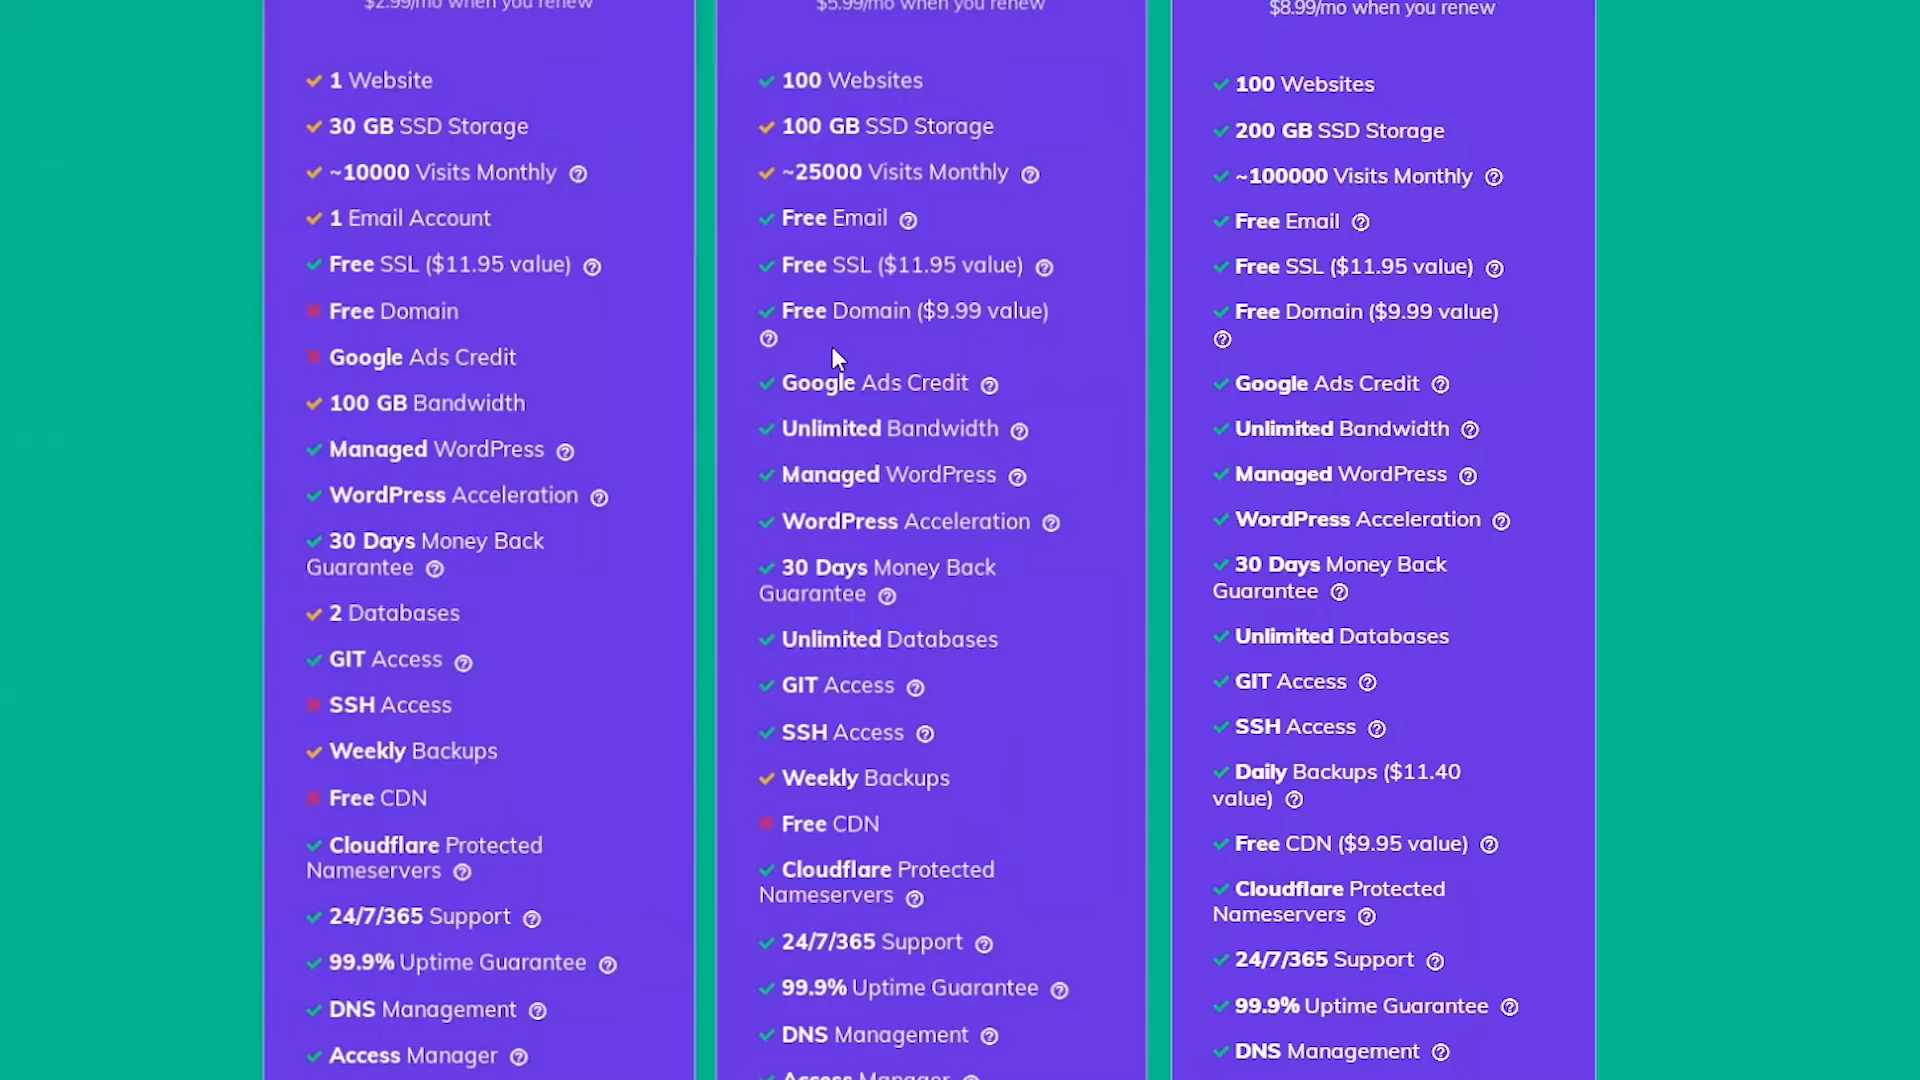 $2.99/mo when you renew
1 Website
30 GB SSD Storage
~10000 Visits Monthly
1 Email Account
Free SSL ($11.95 value)
Free Domain
Google Ads Credit
100 GB Bandwidth
Managed WordPress
WordPress Acceleration
30 Days Money Back
Guarantee
2 Databases
GIT Access
SSH Access
Weekly Backups
Free CDN
Cloudflare Protected
Nameservers
24/7/365 Support
99.9% Uptime Guarantee
DNS Management
Access Manager
$5.99/mo when you renew
100 Websites
100 GB SSD Storage
~25000 Visits Monthly
Free Email
Free SSL ($11.95 value)
Free Domain ($9.99 value)
Google Ads Credit
Unlimited Bandwidth
Managed WordPress
WordPress Acceleration
30 Days Money Back
Guarantee
Unlimited Databases
GIT Access
SSH Access
Weekly Backups
Free CDN
Cloudflare Protected
Nameservers
24/7/365 Support
99.9% Uptime Guarantee
DNS Management
Access Manager
$8.99/mo when you renew
100 Websites
200 GB SSD Storage
~100000 Visits Monthly
Free Email
Free SSL ($11.95 value)
Free Domain ($9.99 value)
Google Ads Credit
Unlimited Bandwidth
Managed WordPress
WordPress Acceleration
30 Days Money Back
Guarantee
Unlimited Databases
GIT Access
SSH Access
Daily Backups ($11.40
value)
Free CDN ($9.95 value)
Cloudflare Protected
Nameservers
24/7/365 Support
99.9% Uptime Guarantee
DNS Management